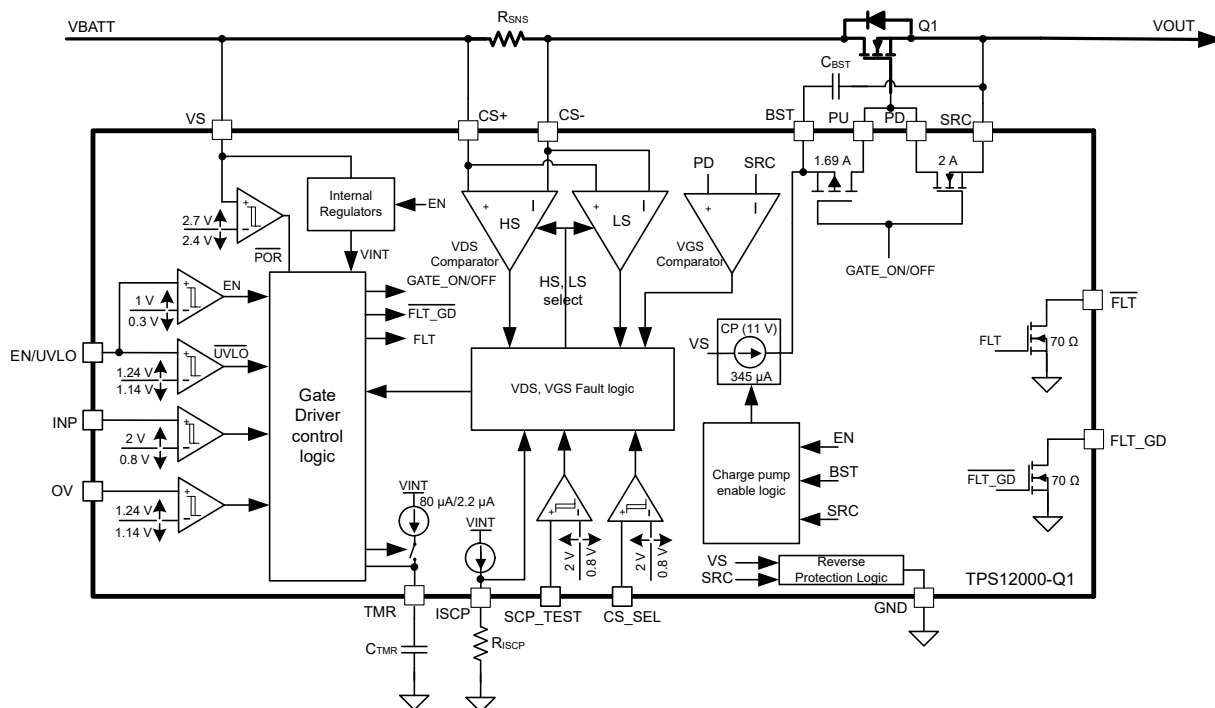 VBATT
RSNS
Q1
VOUT
CBST
VS
CS+
CS-
BST
PU
PD
SRC
1.69 A
2 A
PD
SRC
Internal
Regulators
EN
+
−
HS
+
−
LS
+
−
2.7 V
2.4 V
+
-
POR
VINT
VDS
Comparator
VGS
Comparator
GATE_ON/OFF
HS, LS
select
GATE_ON/OFF
FLT_GD
FLT
EN
1 V
0.3 V
+
-
EN/UVLO
UVLO
1.24 V
1.14 V
+
-
Gate
Driver
control
logic
VDS, VGS Fault logic
CP (11 V)
VS
345 µA
FLT
FLT
70 Ω
INP
2 V
0.8 V
+
-
Charge pump
enable logic
EN
BST
SRC
FLT_GD
FLT_GD
70 Ω
OV
1.24 V
1.14 V
+
-
VINT
80 µA/2.2 µA
VINT
+
−
2 V
0.8 V
+
−
2 V
0.8 V
VS
SRC
Reverse
Protection Logic
TPS12000-Q1
TMR
ISCP
SCP_TEST
CS_SEL
GND
CTMR
RISCP